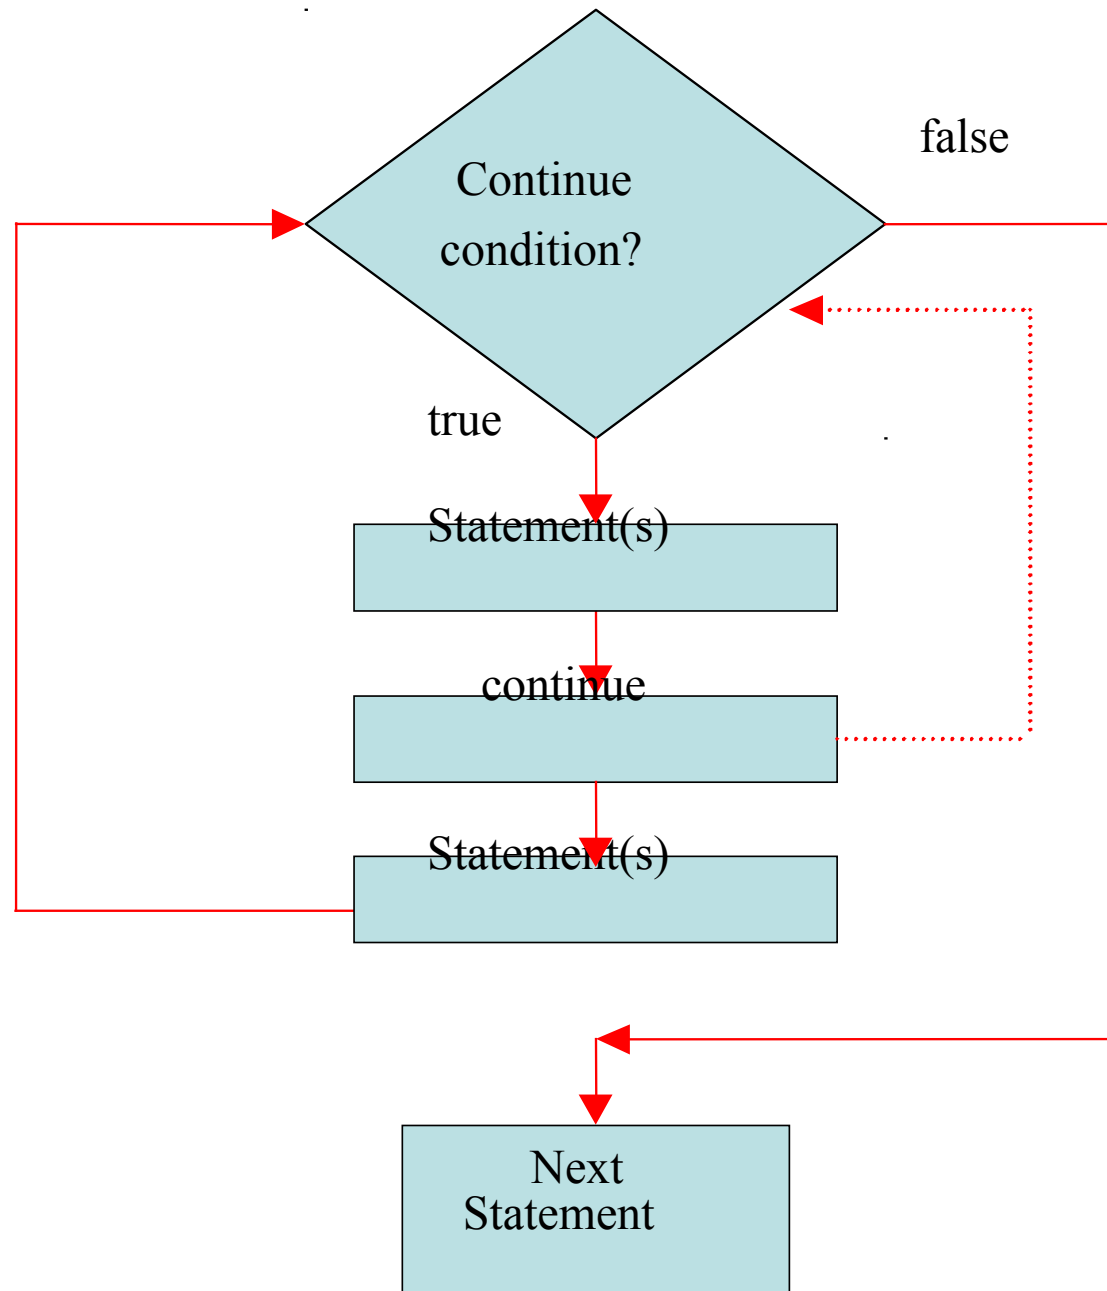 false
Continue
condition?
true
Statement(s)
continue
Statement(s)
Next
Statement